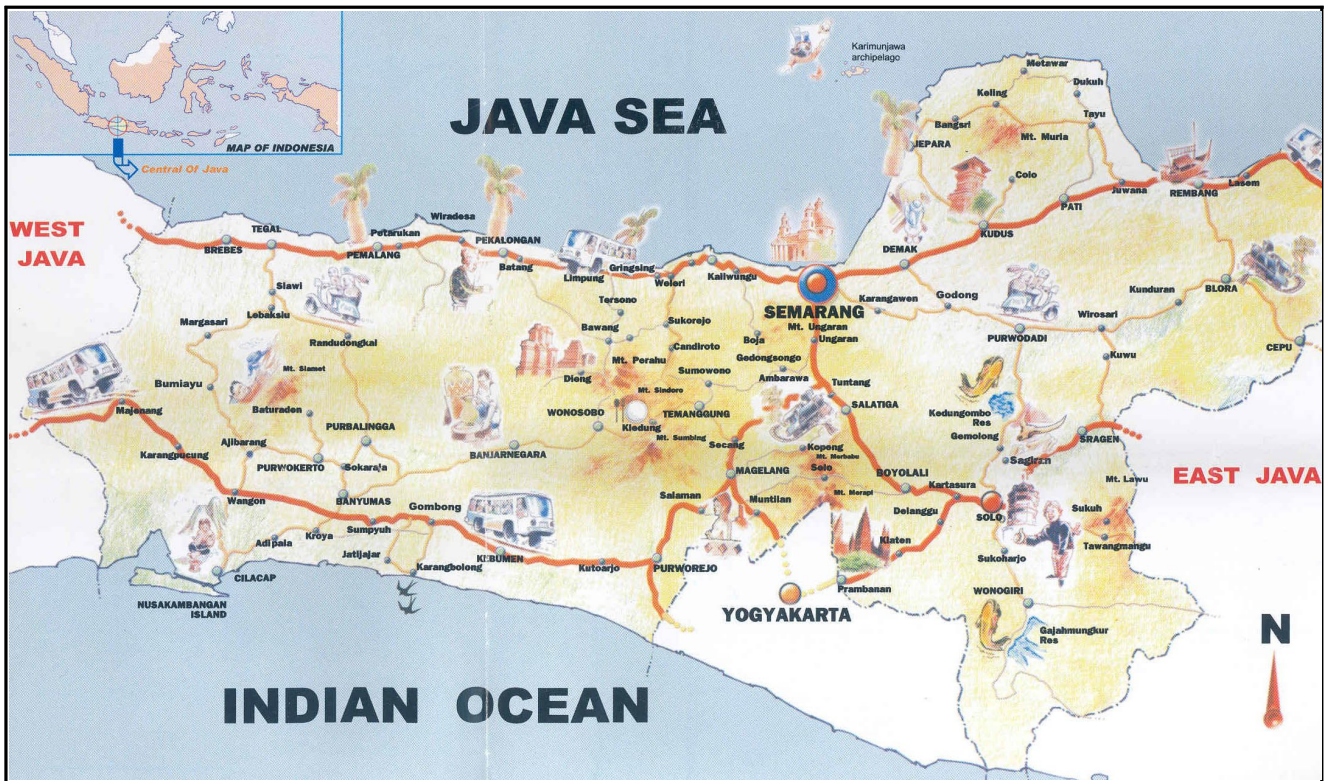 MAP OF INDONESIA
Central Of Java
Karimunjawa
archipelago
JAVA SEA
WEST
JAVA
Metawar
Dukuh
Keling
Bangsri
Tayu
Mt. Muria
JEPARA
Colo
Juwana
REMBANG
Lasem
PATI
KUDUS
DEMAK
Wiradesa
TEGAL
Petarukan
PEKALONGAN
BREBES
PEMALANG
Batang
Limpung
Gringsing
Weleri
Kaliwungu
SEMARANG
Karangawen
Godong
Kunduran
BLORA
Slawi
Lebaksiu
Margasari
Randudongkal
Tersono
Bawang
Sukorejo
Candiroto
Boja
Mt. Ungaran
Ungaran
PURWODADI
Wirosari
Kuwu
CEPU
Mt. Perahu
Gedongsongo
Mt. Slamet
Bumiayu
Dieng
Sumowono
Ambarawa
Mt. Sindoro
Tuntang
Majenang
Baturaden
WONOSOBO
Kledung
TEMANGGUNG
SALATIGA
Kedungombo
Res
PURBALINGGA
Mt. Sumbing
Secang
Kopeng
Gemolong
SRAGEN
Ajibarang
Karangpucung
PURWOKERTO
Sokaraja
BANJARNEGARA
Mt. Merbabu
Sagiran
MAGELANG
Selo
BOYOLALI
EAST JAVA
Mt. Lawu
Wangon
BANYUMAS
Salaman
Muntilan
Mt. Merapi
Kartasura
SOLO
Delanggu
Sukuh
Gombong
Sumpyuh
Kroya
Adipala
Jatijajar
Karangbolong
KEBUMEN
Kutoarjo
PURWOREJO
Klaten
Sukoharjo
Tawangmangu
CILACAP
NUSAKAMBANGAN
ISLAND
Prambanan
WONOGIRI
YOGYAKARTA
Gajahmungkur
Res
N
INDIAN OCEAN